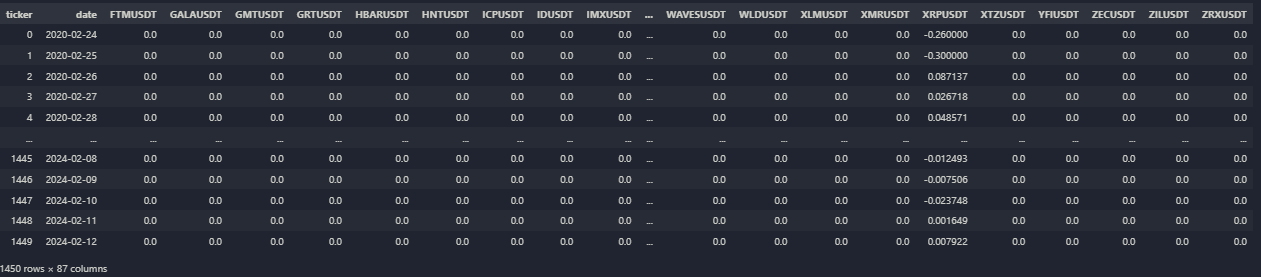 ticker date FTMUSDT GALAUSDT GMTUSDT GRTUSDT HBARUSDT HNTUSDT ICPUSDT IDUSDT IMXUSDT ... WAVESUSDT WLDUSDT XLMUSDT XMRUSDT XRPUSDT XTZUSDT YFIUSDT ZECUSDT ZILUSDT ZRXUSDT
0 2020-02-24 0.0 0.0 0.0 0.0 0.0 0.0 0.0 0.0 0.0 ... 0.0 0.0 0.0 0.0 -0.260000 0.0 0.0 0.0 0.0 0.0
1 2020-02-25 0.0 0.0 0.0 0.0 0.0 0.0 0.0 0.0 0.0 ... 0.0 0.0 0.0 0.0 -0.300000 0.0 0.0 0.0 0.0 0.0
2 2020-02-26 0.0 0.0 0.0 0.0 0.0 0.0 0.0 0.0 0.0 ... 0.0 0.0 0.0 0.0 0.087137 0.0 0.0 0.0 0.0 0.0
3 2020-02-27 0.0 0.0 0.0 0.0 0.0 0.0 0.0 0.0 0.0 ... 0.0 0.0 0.0 0.0 0.026718 0.0 0.0 0.0 0.0 0.0
4 2020-02-28 0.0 0.0 0.0 0.0 0.0 0.0 0.0 0.0 0.0 ... 0.0 0.0 0.0 0.0 0.048571 0.0 0.0 0.0 0.0 0.0
... ... ... ... ... ... ... ... ... ... ... ... ... ... ... ... ... ... ... ... ... ...
1445 2024-02-08 0.0 0.0 0.0 0.0 0.0 0.0 0.0 0.0 0.0 ... 0.0 0.0 0.0 0.0 -0.012493 0.0 0.0 0.0 0.0 0.0
1446 2024-02-09 0.0 0.0 0.0 0.0 0.0 0.0 0.0 0.0 0.0 ... 0.0 0.0 0.0 0.0 -0.007506 0.0 0.0 0.0 0.0 0.0
1447 2024-02-10 0.0 0.0 0.0 0.0 0.0 0.0 0.0 0.0 0.0 ... 0.0 0.0 0.0 0.0 -0.023748 0.0 0.0 0.0 0.0 0.0
1448 2024-02-11 0.0 0.0 0.0 0.0 0.0 0.0 0.0 0.0 0.0 ... 0.0 0.0 0.0 0.0 0.001649 0.0 0.0 0.0 0.0 0.0
1449 2024-02-12 0.0 0.0 0.0 0.0 0.0 0.0 0.0 0.0 0.0 ... 0.0 0.0 0.0 0.0 0.007922 0.0 0.0 0.0 0.0 0.0
1450 rows × 87 columns